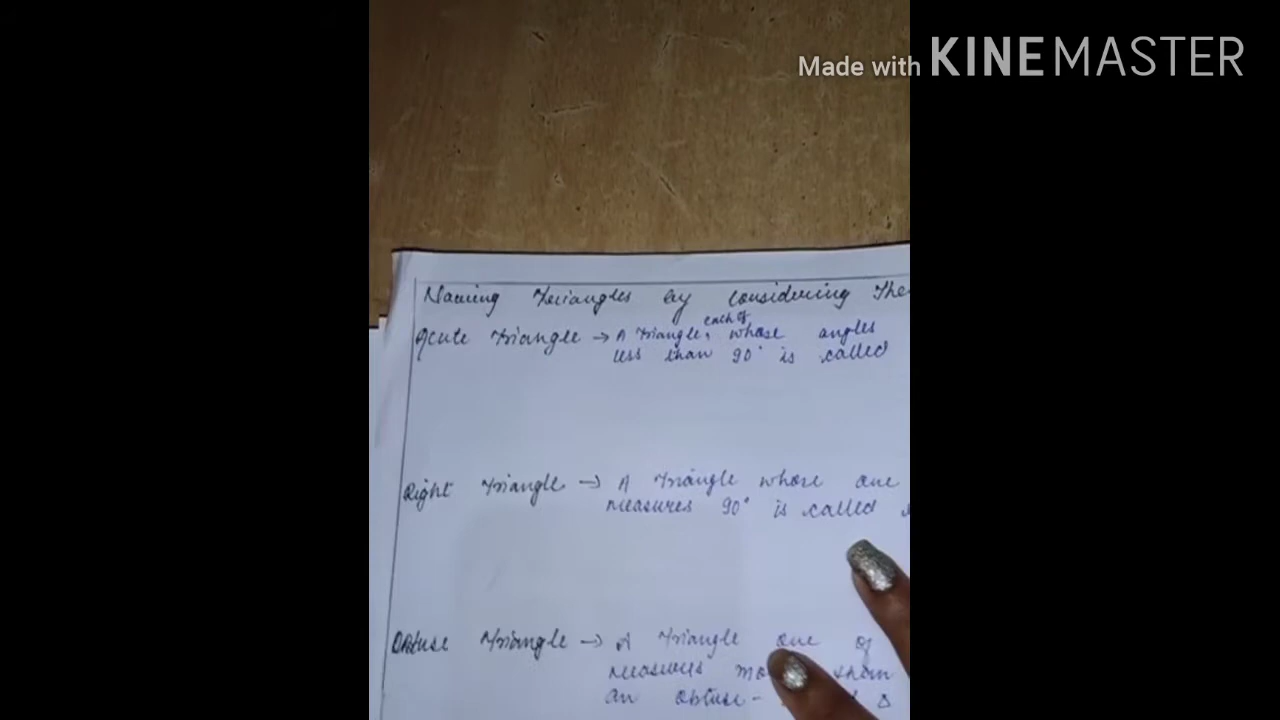 Made with KINEMASTER
Naming Triangles by considering The
Acute Triangle → A Triangle, each of whose angles
less than 90° is called
Right Triangle → A Triangle whose one
measures 90° is called
Obtuse Triangle → A Triangle one of
measures than
an obtuse - Δ